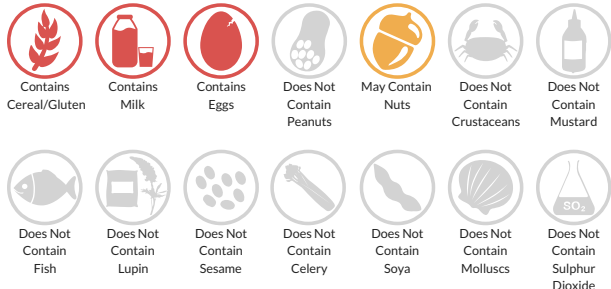 Contains
Cereal/Gluten
Contains
Milk
Contains
Eggs
Does Not
Contain
Peanuts
May Contain
Nuts
Does Not
Contain
Crustaceans
Does Not
Contain
Mustard
Does Not
Contain
Fish
Does Not
Contain
Lupin
Does Not
Contain
Sesame
Does Not
Contain
Celery
Does Not
Contain
Soya
Does Not
Contain
Molluscs
SO₂
Does Not
Contain
Sulphur
Dioxide